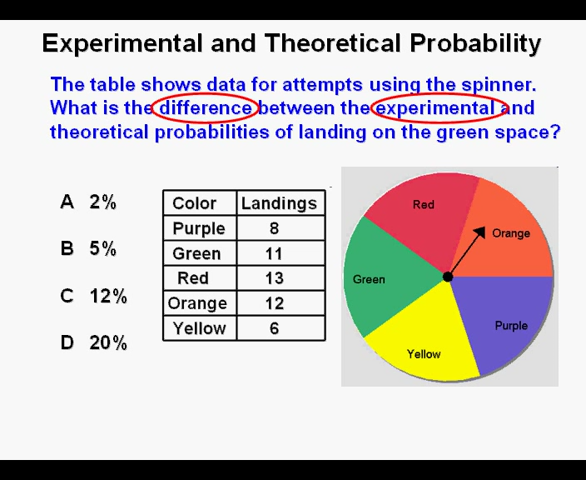 Experimental and Theoretical Probability
The table shows data for attempts using the spinner.
What is the difference between the experimental and
theoretical probabilities of landing on the green space?
A 2%
B 5%
C 12%
D 20%
Color Landings
Purple 8
Green 11
Red 13
Orange 12
Yellow 6
Red
Orange
Green
Purple
Yellow